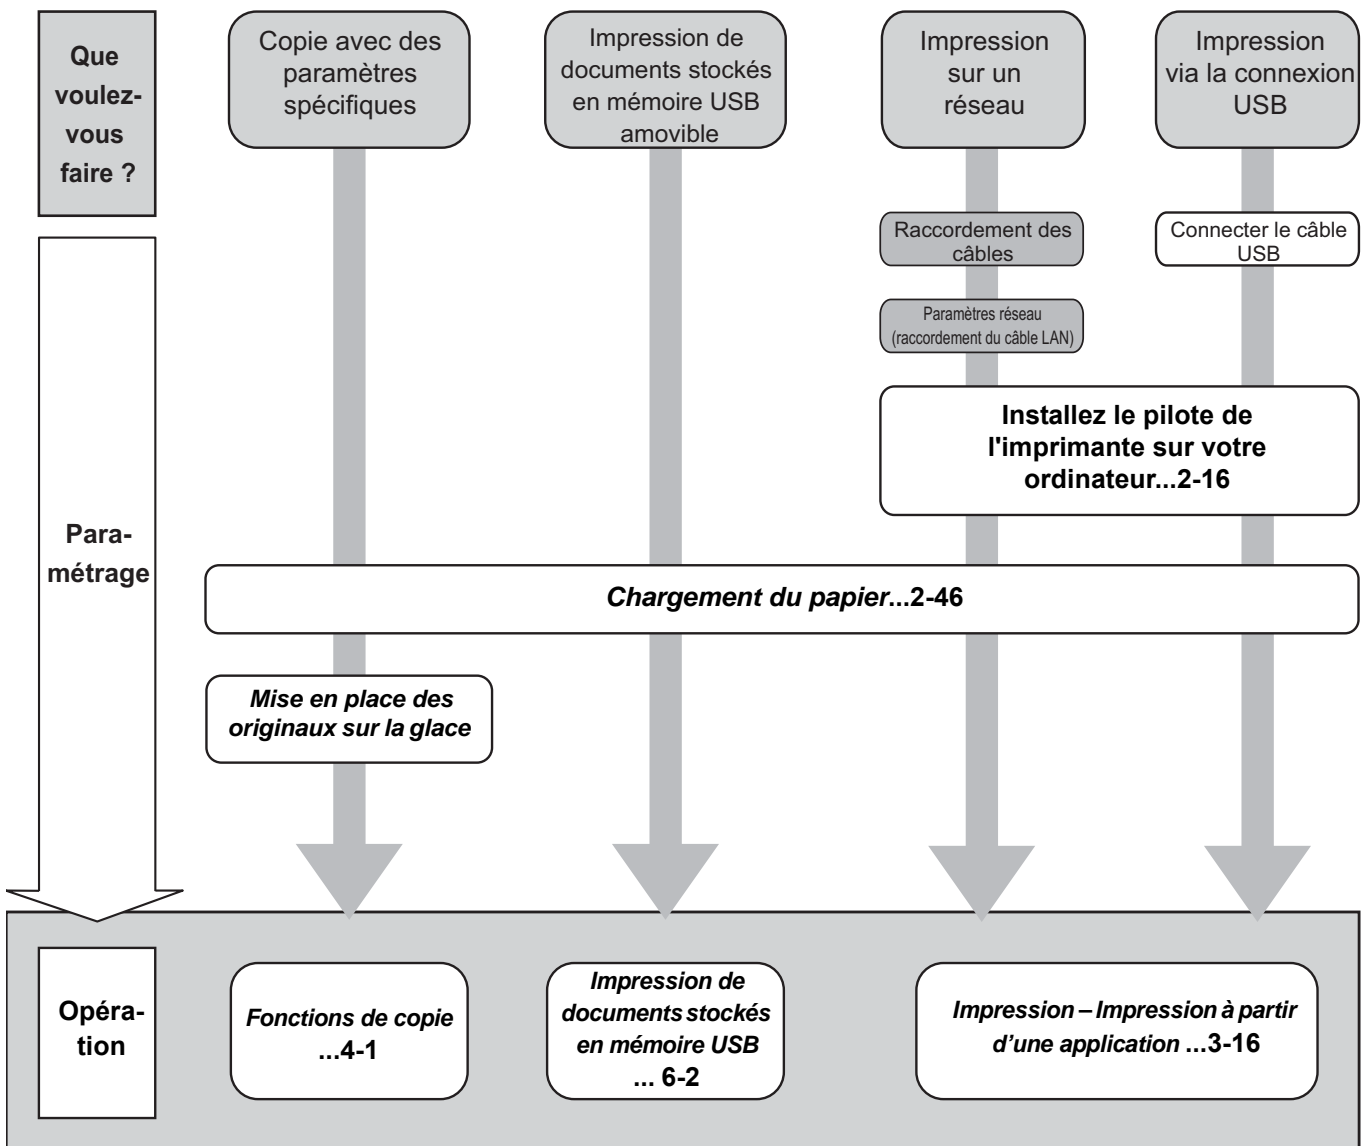 Que
voulez-
vous
faire ?
Copie avec des
paramètres
spécifiques
Impression de
documents stockés
en mémoire USB
amovible
Impression
sur un
réseau
Impression
via la connexion
USB
Raccordement des
câbles
Connecter le câble
USB
Paramètres réseau
(raccordement du câble LAN)
Installez le pilote de
l'imprimante sur votre
ordinateur...2-16
Para-
métrage
Chargement du papier...2-46
Mise en place des
originaux sur la glace
Opéra-
tion
Fonctions de copie
...4-1
Impression de
documents stockés
en mémoire USB
... 6-2
Impression – Impression à partir
d’une application ...3-16